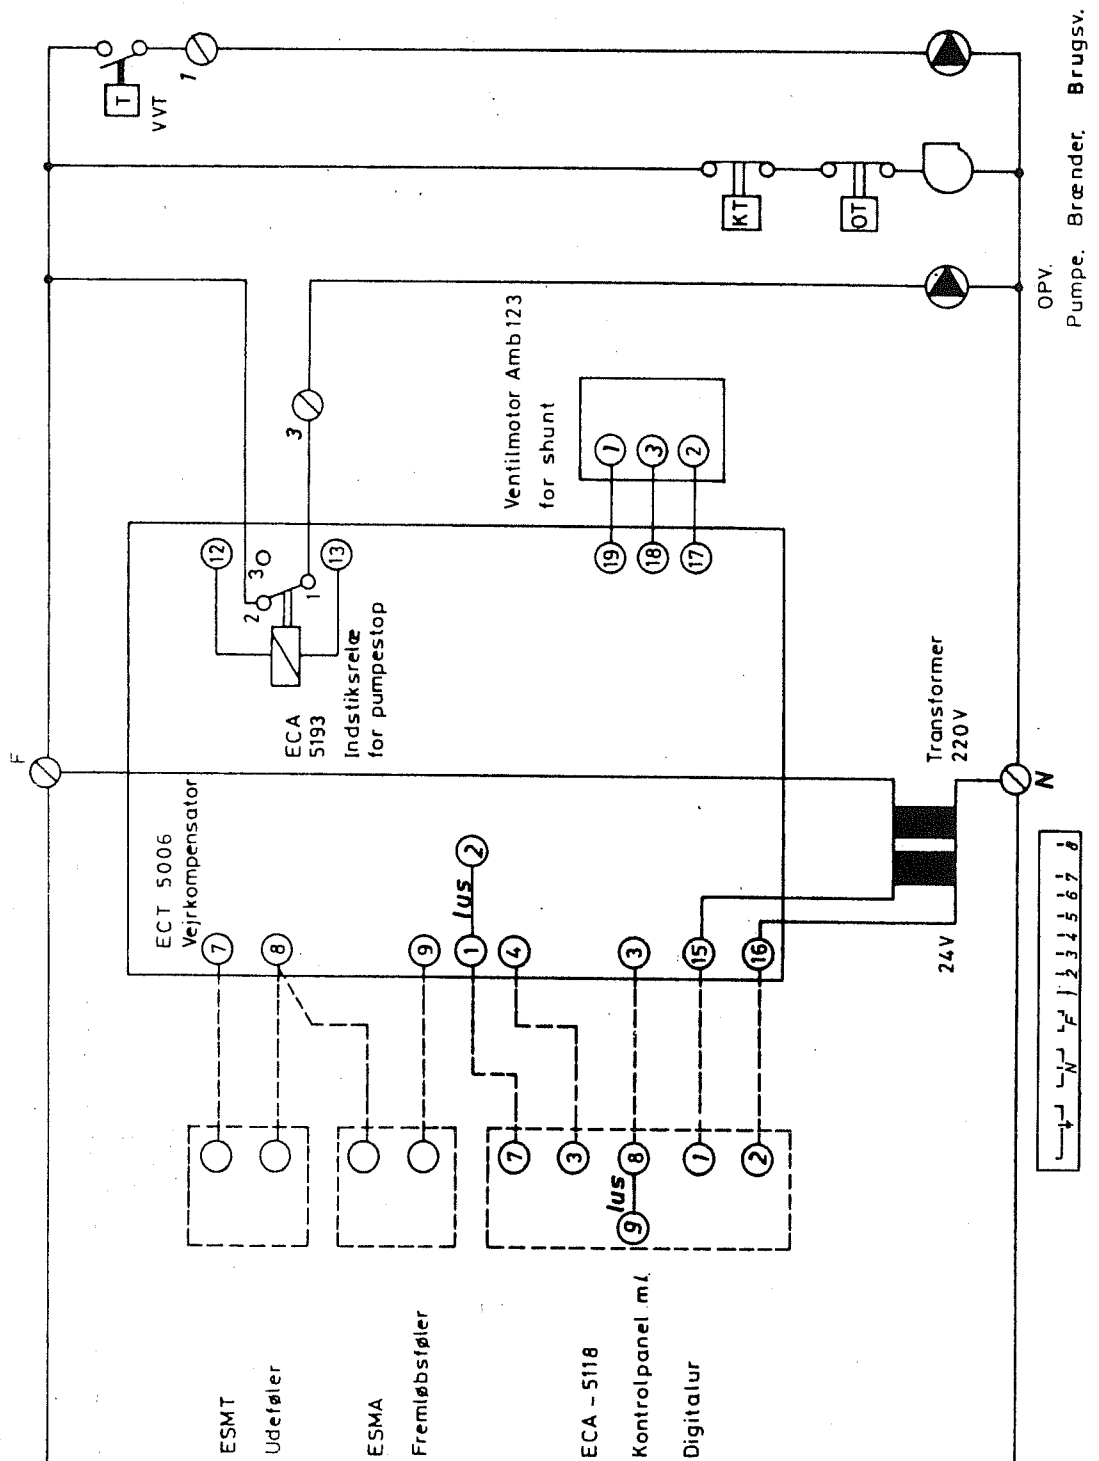 F
N
T
VVT
1
KT
OT
Brugsv.
Brænder.
OPV.
Pumpe.
3
Ventilmotor Amb 123
for shunt
1
3
2
19
18
17
12
3
2
1
13
ECA
5193
Indstiksrelæ
for pumpestop
Transformer
220V
24V
ECT 5006
Vejrkompensator
7
8
9
1
lus
2
4
3
15
16
7
3
9
lus
8
1
2
ESMT
Udeføler
ESMA
Fremløbsføler
ECA - 5118
Kontrolpanel m/.
Digitalur
N F 1 2 3 4 5 6 7 8